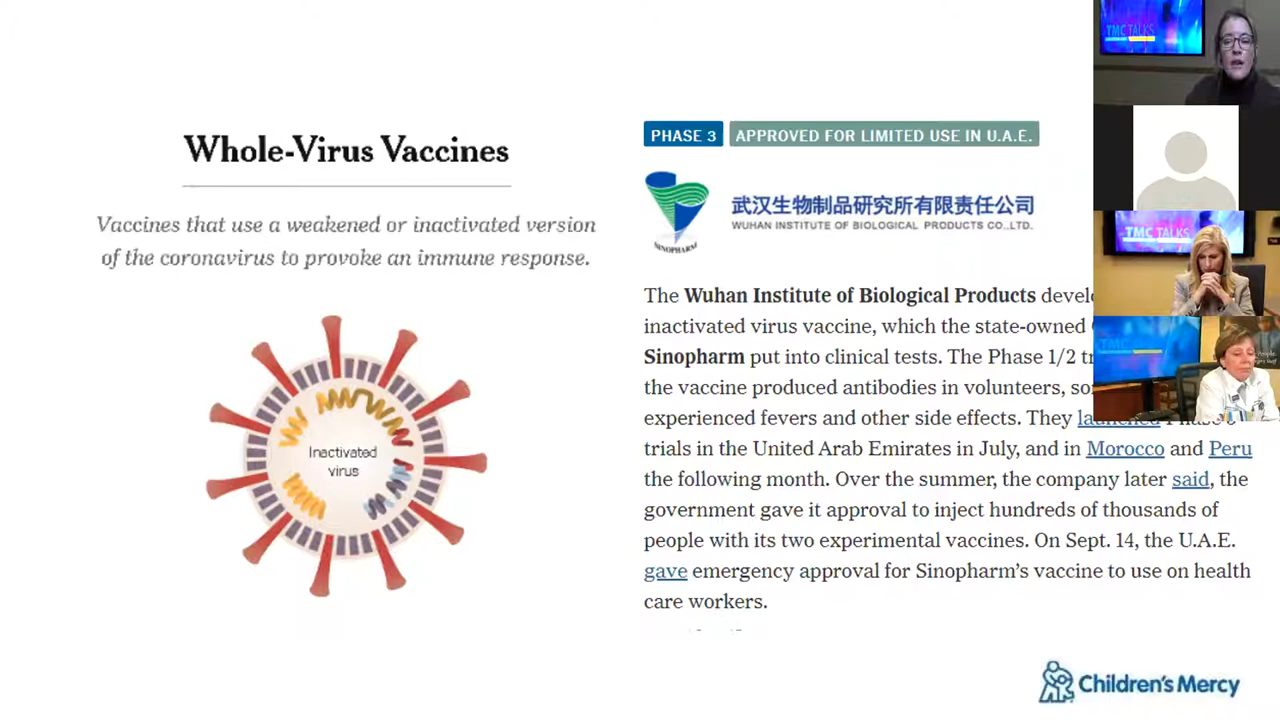 Whole-Virus Vaccines
Vaccines that use a weakened or inactivated version
of the coronavirus to provoke an immune response.
Inactivated
virus
PHASE 3 APPROVED FOR LIMITED USE IN U.A.E.
SINOPHARM
武汉生物制品研究所有限责任公司
WUHAN INSTITUTE OF BIOLOGICAL PRODUCTS CO.,LTD.
The Wuhan Institute of Biological Products
inactivated virus vaccine, which the state-owned
Sinopharm put into clinical tests. The Phase 1/2
the vaccine produced antibodies in volunteers,
experienced fevers and other side effects. They launched
trials in the United Arab Emirates in July, and in Morocco and Peru
the following month. Over the summer, the company later said, the
government gave it approval to inject hundreds of thousands of
people with its two experimental vaccines. On Sept. 14, the U.A.E.
gave emergency approval for Sinopharm's vaccine to use on health
care workers.
Children's Mercy
TMC TALKS
TMC TALKS
TMC